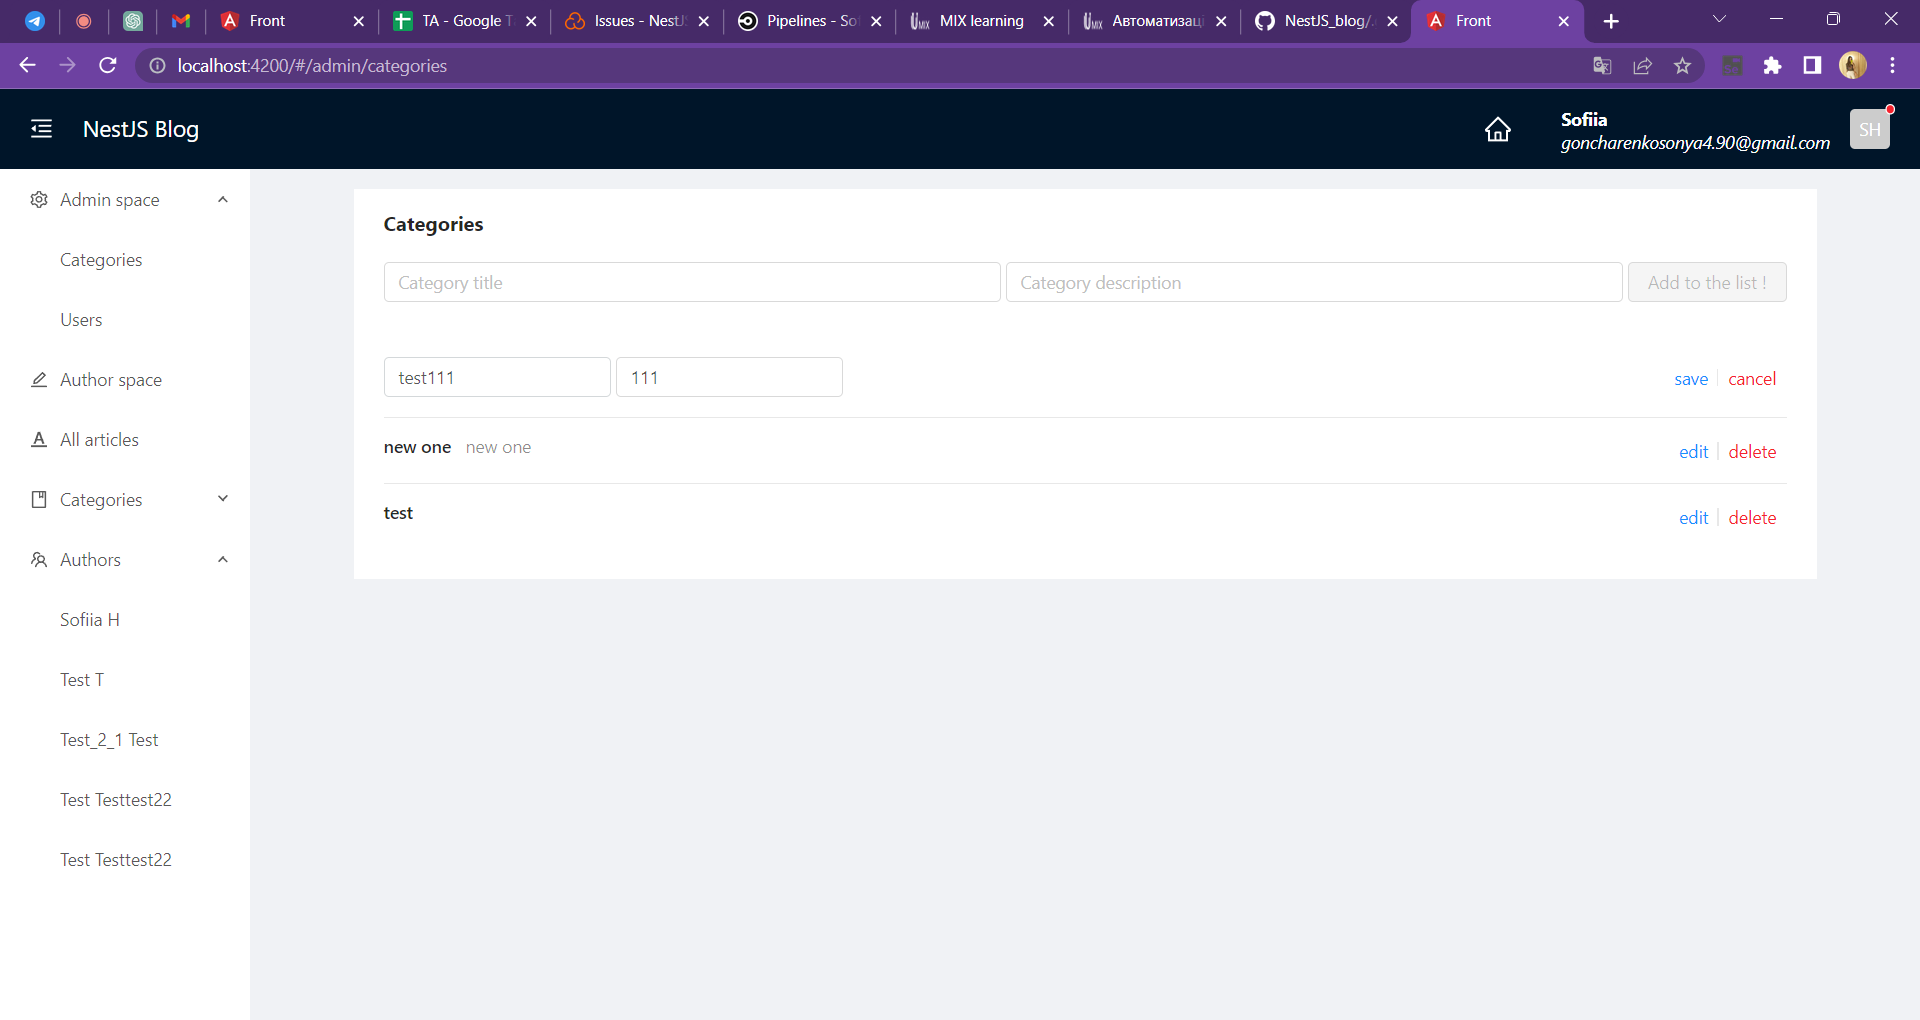 Front
TA - Google T
Issues - NestJS
Pipelines - So
MIX learning
Автоматизаці
NestJS_blog/.
Front
localhost:4200/#/admin/categories
NestJS Blog
Sofiia
goncharenkosonya4.90@gmail.com
SH
Admin space
Categories
Users
Author space
All articles
Categories
Authors
Sofiia H
Test T
Test_2_1 Test
Test Testtest22
Test Testtest22
Categories
Category title
Category description
Add to the list !
test111
111
save
cancel
new one new one
edit
delete
test
edit
delete